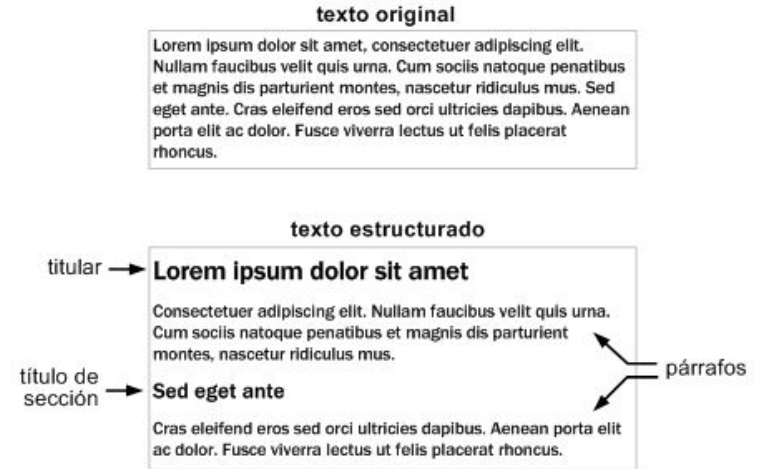 texto original
Lorem ipsum dolor sit amet, consectetuer adipiscing elit.
Nullam faucibus velit quis urna. Cum sociis natoque penatibus
et magnis dis parturient montes, nascetur ridiculus mus. Sed
eget ante. Cras eleifend eros sed orci ultricies dapibus. Aenean
porta elit ac dolor. Fusce viverra lectus ut felis placerat
rhoncus.
texto estructurado
titular
Lorem ipsum dolor sit amet
Consectetuer adipiscing elit. Nullam faucibus velit quis urna.
Cum sociis natoque penatibus et magnis dis parturient
montes, nascetur ridiculus mus.
párrafos
título de
sección
Sed eget ante
Cras eleifend eros sed orci ultricies dapibus. Aenean porta elit
ac dolor. Fusce viverra lectus ut felis placerat rhoncus.